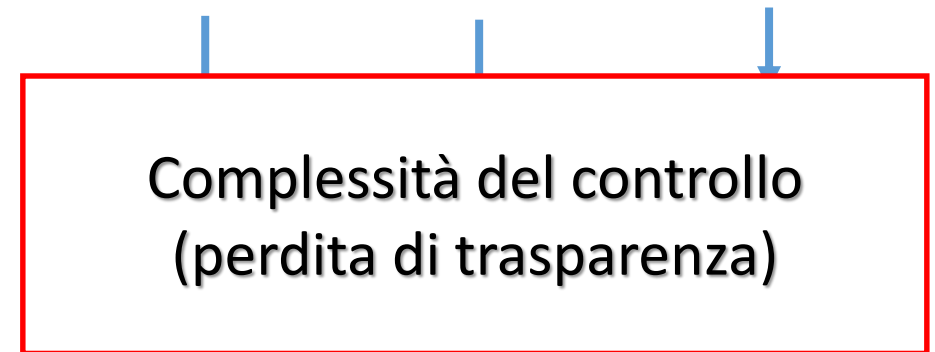 Complessità del controllo
(perdita di trasparenza)